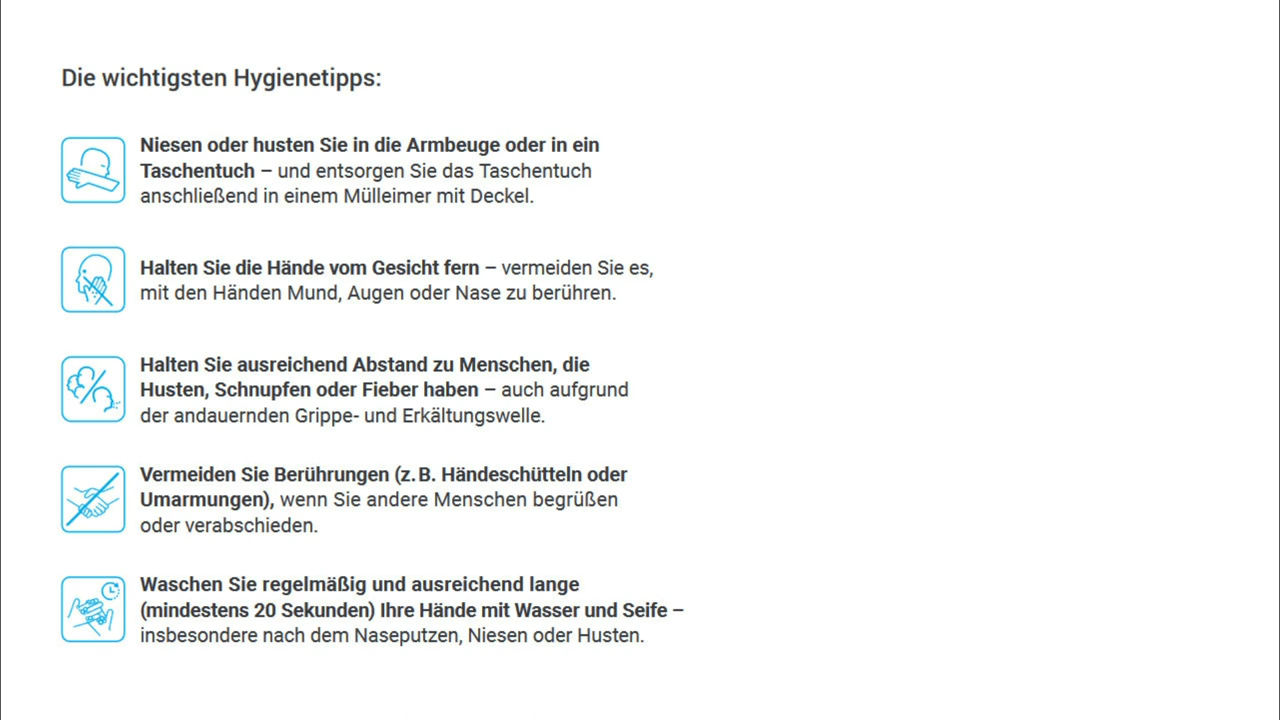 Die wichtigsten Hygienetipps:
Niesen oder husten Sie in die Armbeuge oder in ein
Taschentuch – und entsorgen Sie das Taschentuch
anschließend in einem Mülleimer mit Deckel.
Halten Sie die Hände vom Gesicht fern – vermeiden Sie es,
mit den Händen Mund, Augen oder Nase zu berühren.
Halten Sie ausreichend Abstand zu Menschen, die
Husten, Schnupfen oder Fieber haben – auch aufgrund
der andauernden Grippe- und Erkältungswelle.
Vermeiden Sie Berührungen (z. B. Händeschütteln oder
Umarmungen), wenn Sie andere Menschen begrüßen
oder verabschieden.
Waschen Sie regelmäßig und ausreichend lange
(mindestens 20 Sekunden) Ihre Hände mit Wasser und Seife –
insbesondere nach dem Naseputzen, Niesen oder Husten.